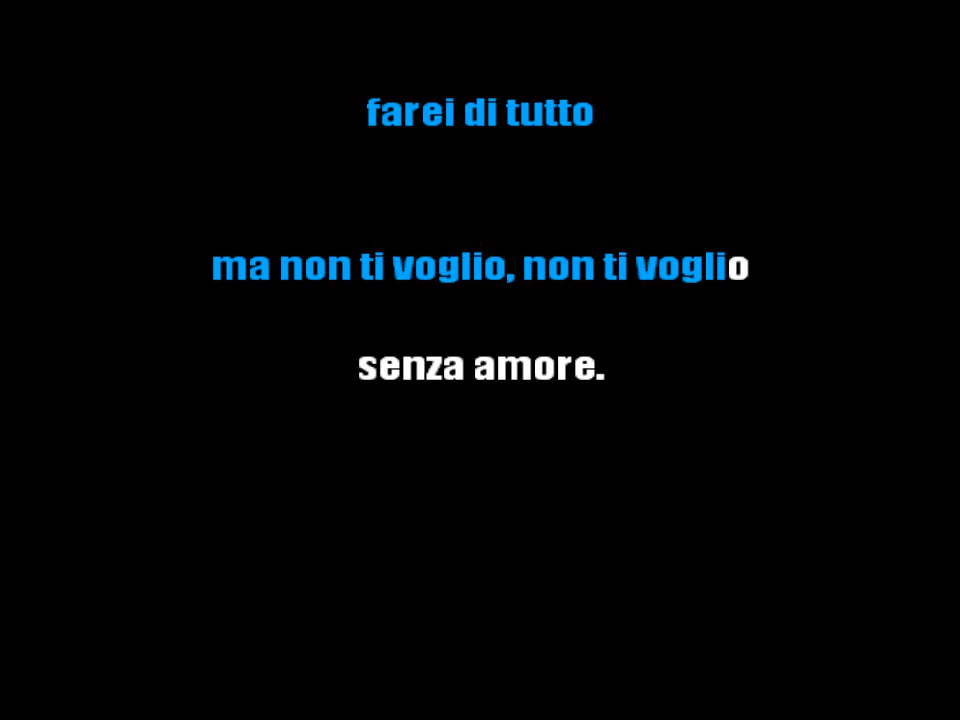 farei di tutto
ma non ti voglio, non ti voglio
senza amore.